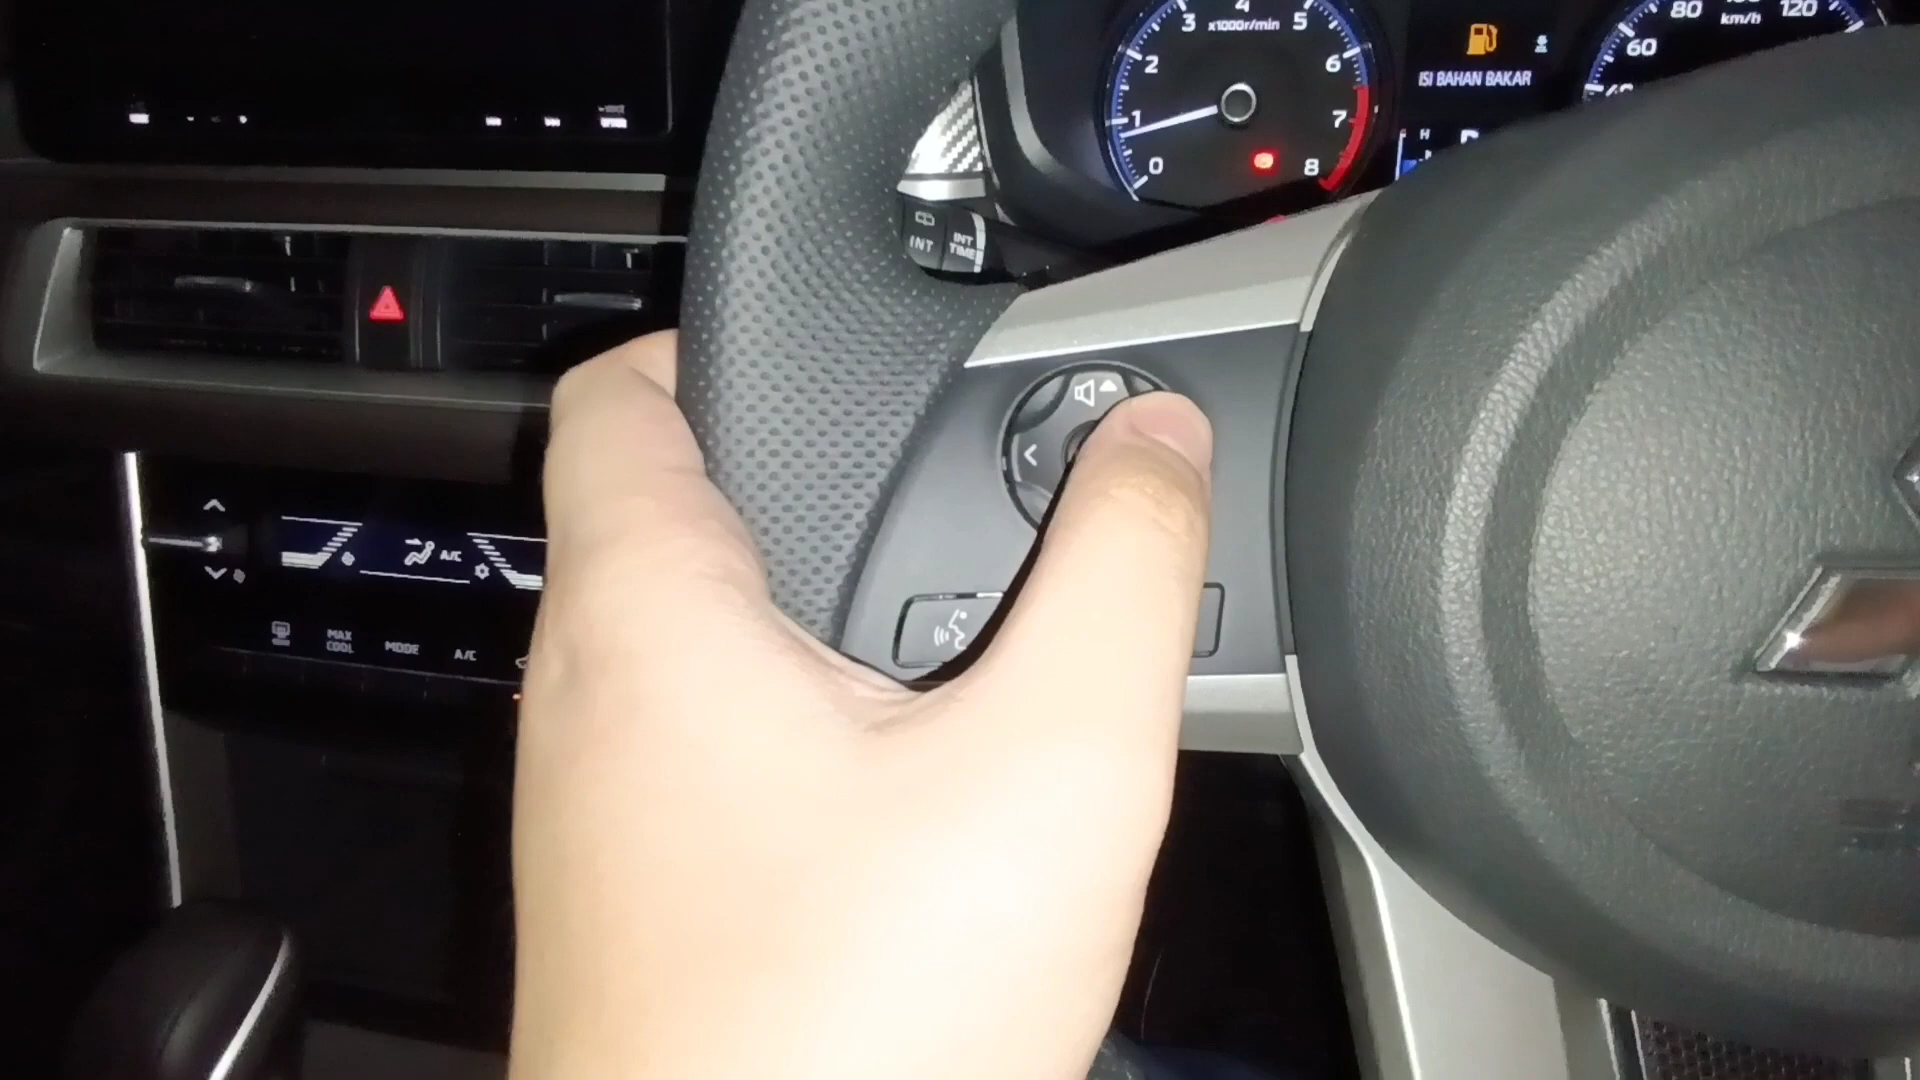 3 4 5
x1000r/min
2 6
1 7
0 8
ISI BAHAN BAKAR
80 120
km/h
60
H
INT
INT
TIME
A/C
MAX
COOL
MODE
A/C